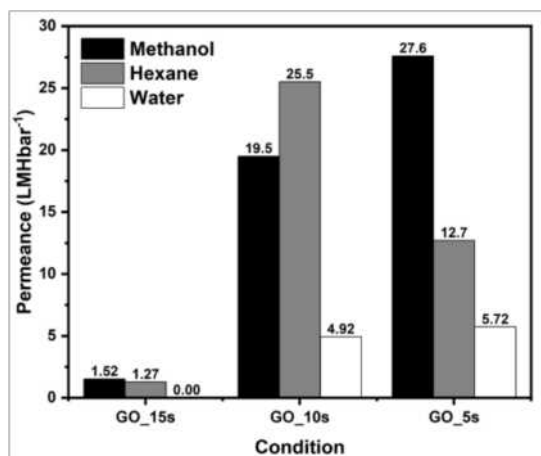 30
25
20
15
10
5
0
Permeance (LMHbar⁻¹)
Methanol
Hexane
Water
1.52
1.27
0.00
19.5
25.5
4.92
27.6
12.7
5.72
GO_15s
GO_10s
GO_5s
Condition